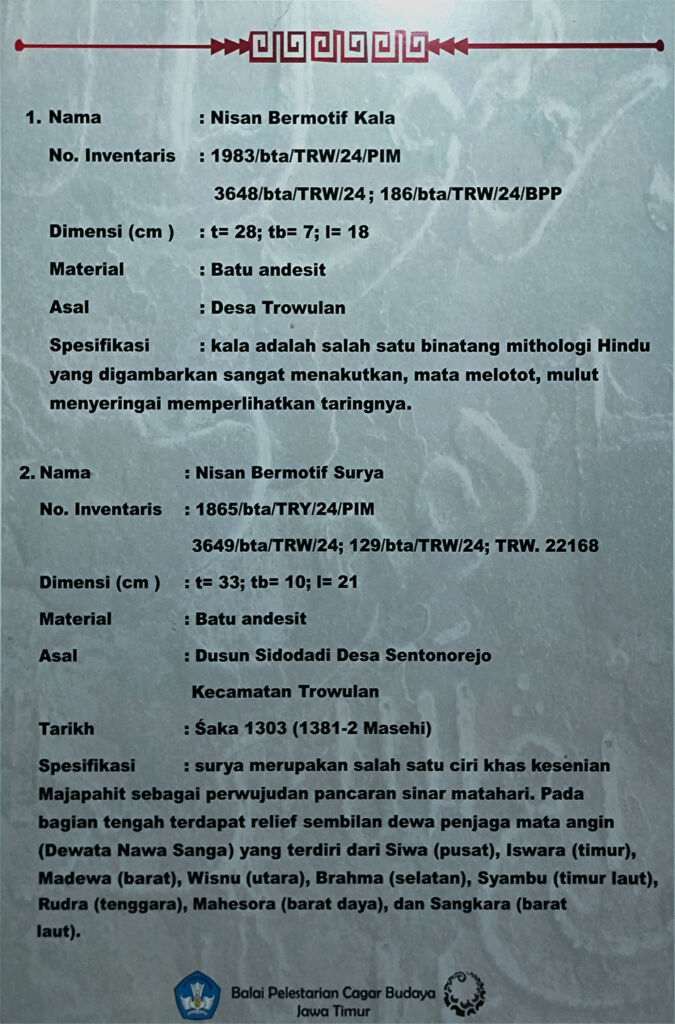 1. Nama : Nisan Bermotif Kala
No. Inventaris : 1983/bta/TRW/24/PIM
3648/bta/TRW/24; 186/bta/TRW/24/BPP
Dimensi (cm ) : t= 28; tb= 7; l= 18
Material : Batu andesit
Asal : Desa Trowulan
Spesifikasi : kala adalah salah satu binatang mithologi Hindu
yang digambarkan sangat menakutkan, mata melotot, mulut
menyeringai memperlihatkan taringnya.
2. Nama : Nisan Bermotif Surya
No. Inventaris : 1865/bta/TRY/24/PIM
3649/bta/TRW/24; 129/bta/TRW/24; TRW. 22168
Dimensi (cm ) : t= 33; tb= 10; l= 21
Material : Batu andesit
Asal : Dusun Sidodadi Desa Sentonorejo
Kecamatan Trowulan
Tarikh : Śaka 1303 (1381-2 Masehi)
Spesifikasi : surya merupakan salah satu ciri khas kesenian
Majapahit sebagai perwujudan pancaran sinar matahari. Pada
bagian tengah terdapat relief sembilan dewa penjaga mata angin
(Dewata Nawa Sanga) yang terdiri dari Siwa (pusat), Iswara (timur),
Madewa (barat), Wisnu (utara), Brahma (selatan), Syambu (timur laut),
Rudra (tenggara), Mahesora (barat daya), dan Sangkara (barat
laut).
Balai Pelestarian Cagar Budaya
Jawa Timur